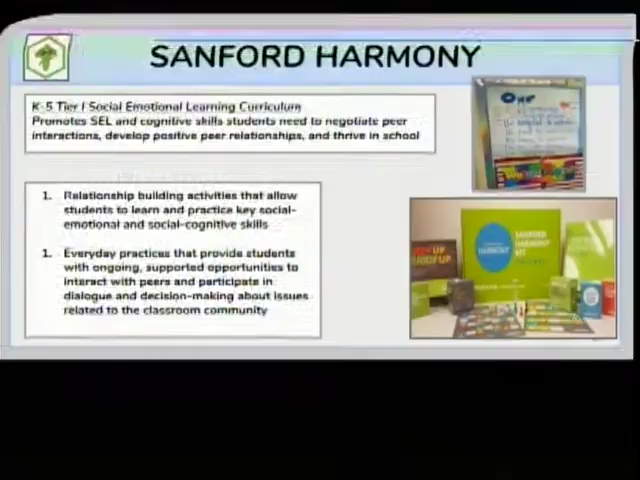 SANFORD HARMONY
K-5 Tier I Social Emotional Learning Curriculum
Promotes SEL and cognitive skills students need to negotiate peer
interactions, develop positive peer relationships, and thrive in school
1. Relationship building activities that allow
students to learn and practice key social-
emotional and social-cognitive skills
1. Everyday practices that provide students
with ongoing, supported opportunities to
interact with peers and participate in
dialogue and decision-making about issues
related to the classroom community
Our
HARMONY
SANFORD
HARMONY
KIT